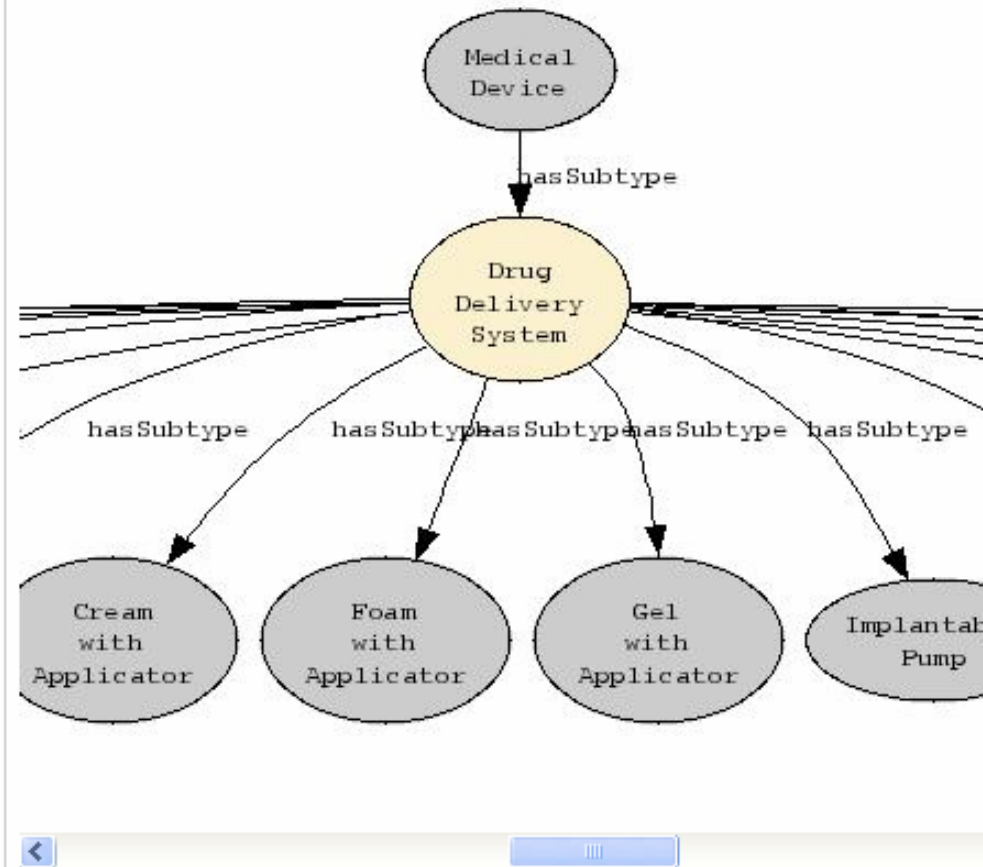 Medical
Device
hasSubtype
Drug
Delivery
System
hasSubtype hasSubtype hasSubtype hasSubtype hasSubtype
Cream
with
Applicator
Foam
with
Applicator
Gel
with
Applicator
Implantab
Pump